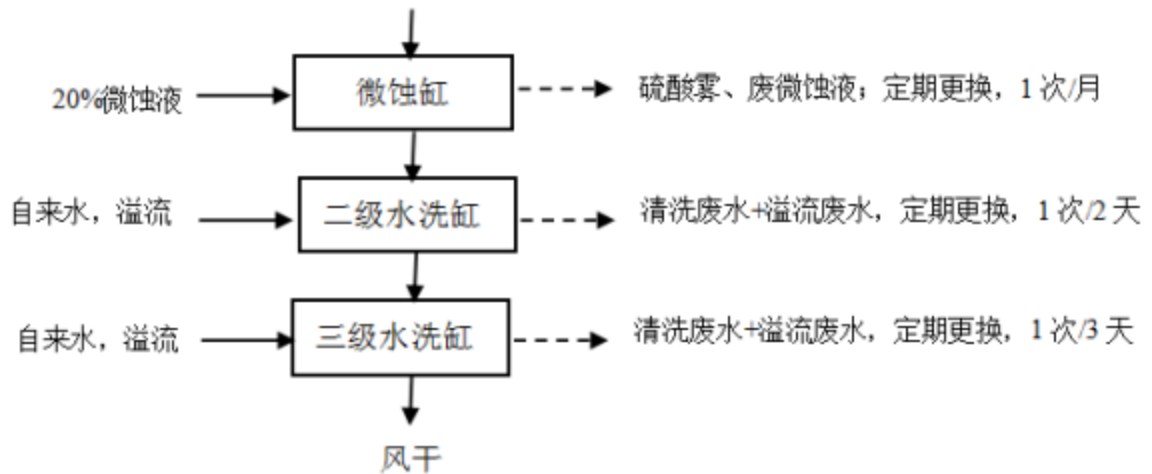 20%微蚀液
微蚀缸
硫酸雾、废微蚀液；定期更换，1次/月
自来水，溢流
二级水洗缸
清洗废水+溢流废水，定期更换，1次/2天
自来水，溢流
三级水洗缸
清洗废水+溢流废水，定期更换，1次/3天
风干